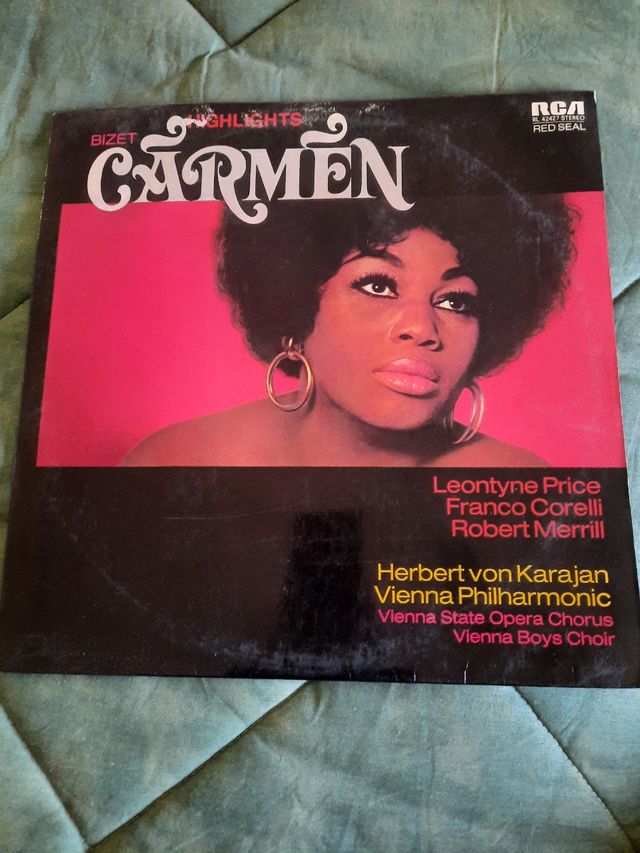 HIGHLIGHTS
BIZET
CARMEN
RCA
RL 42427 STEREO
RED SEAL
Leontyne Price
Franco Corelli
Robert Merrill
Herbert von Karajan
Vienna Philharmonic
Vienna State Opera Chorus
Vienna Boys Choir